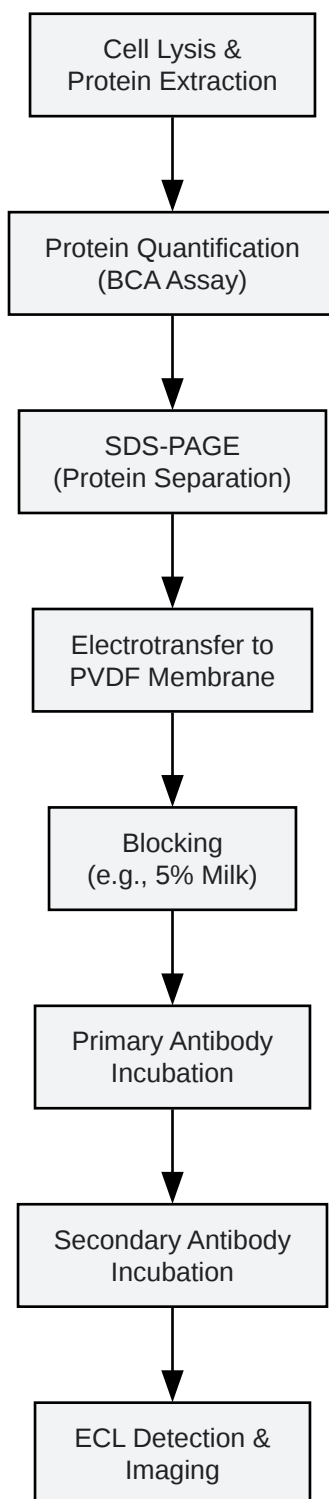 Cell Lysis &
Protein Extraction
Protein Quantification
(BCA Assay)
SDS-PAGE
(Protein Separation)
Electrotransfer to
PVDF Membrane
Blocking
(e.g., 5% Milk)
Primary Antibody
Incubation
Secondary Antibody
Incubation
ECL Detection &
Imaging